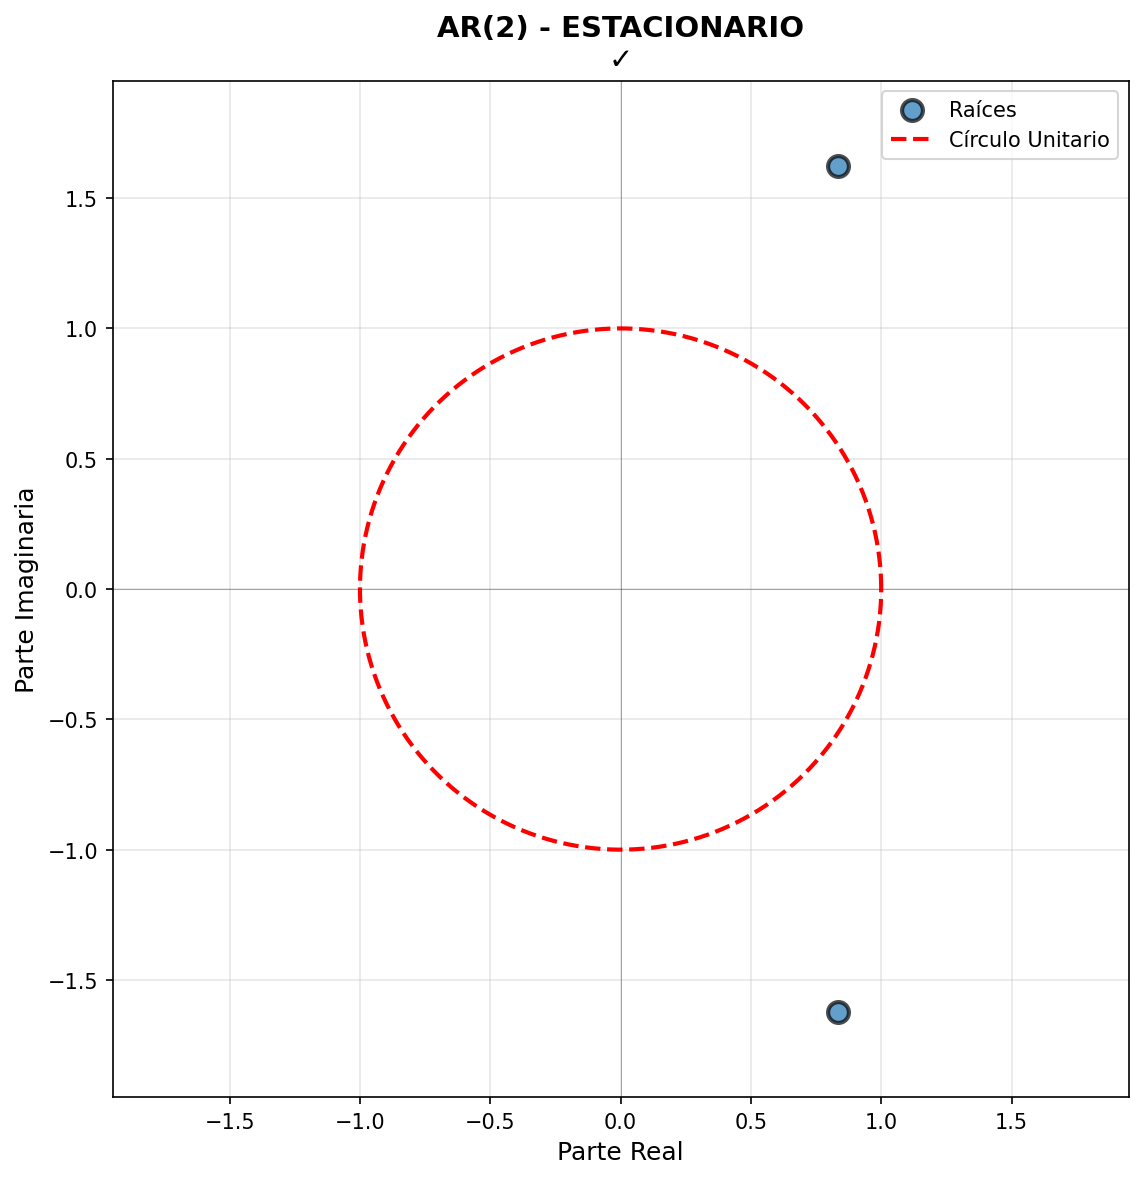 AR(2) - ESTACIONARIO
✓
Raíces
Círculo Unitario
1.5
1.0
0.5
0.0
−0.5
−1.0
−1.5
Parte Imaginaria
−1.5 −1.0 −0.5 0.0 0.5 1.0 1.5
Parte Real